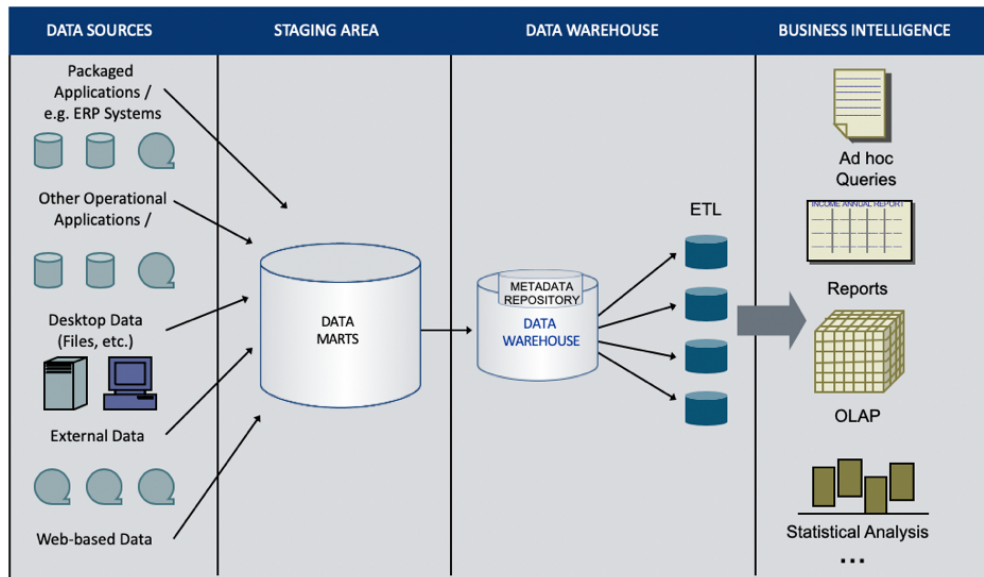 DATA SOURCES
STAGING AREA
DATA WAREHOUSE
BUSINESS INTELLIGENCE
Packaged
Applications /
e.g. ERP Systems
Other Operational
Applications /
Desktop Data
(Files, etc.)
External Data
Web-based Data
DATA
MARTS
METADATA
REPOSITORY
DATA
WAREHOUSE
ETL
Ad hoc
Queries
INCOME ANNUAL REPORT
Reports
OLAP
Statistical Analysis
...